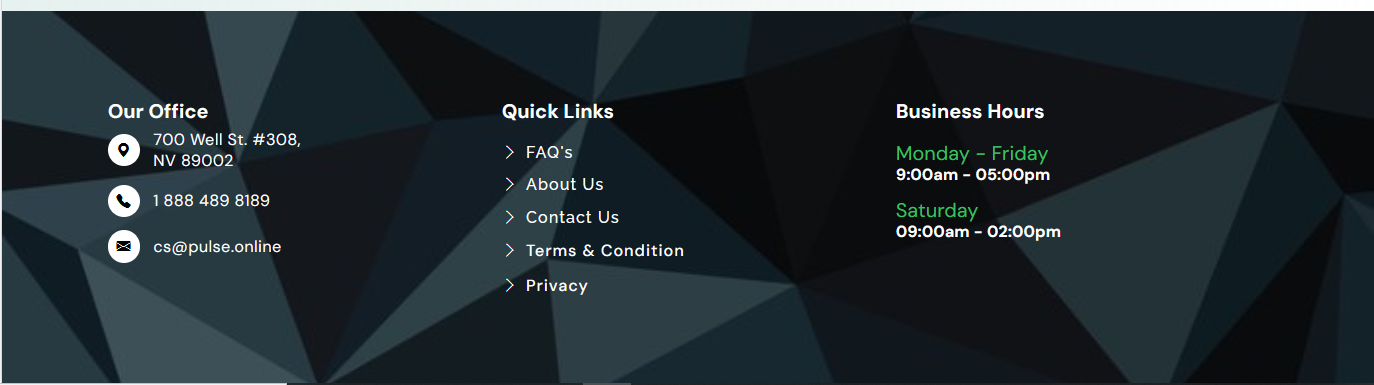 Our Office
700 Well St. #308,
NV 89002
1 888 489 8189
cs@pulse.online
Quick Links
FAQ's
About Us
Contact Us
Terms & Condition
Privacy
Business Hours
Monday - Friday
9:00am - 05:00pm
Saturday
09:00am - 02:00pm